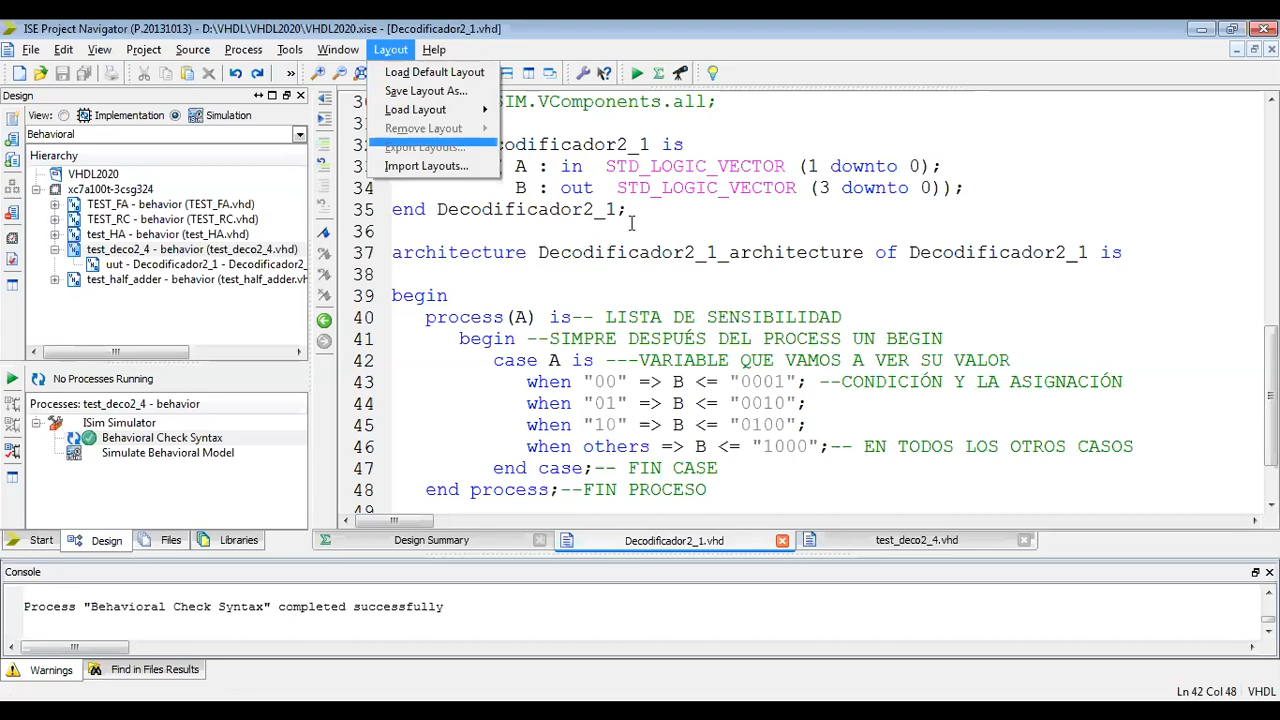 ISE Project Navigator (P.20131013) - D:\VHDL\VHDL2020\VHDL2020.xise - [Decodificador2_1.vhd]
File Edit View Project Source Process Tools Window Layout Help
Load Default Layout
Save Layout As...
Load Layout
Remove Layout
Export Layouts...
Import Layouts...
Design
View: Implementation Simulation
Behavioral
Hierarchy
VHDL2020
xc7a100t-3csg324
TEST_FA - behavior (TEST_FA.vhd)
TEST_RC - behavior (TEST_RC.vhd)
test_HA - behavior (test_HA.vhd)
test_deco2_4 - behavior (test_deco2_4.vhd)
uut - Decodificador2_1 - Decodificador2_
test_half_adder - behavior (test_half_adder.vh
No Processes Running
Processes: test_deco2_4 - behavior
ISim Simulator
Behavioral Check Syntax
Simulate Behavioral Model
Start Design Files Libraries
SIM.VComponents.all;
codificador2_1 is
A : in STD_LOGIC_VECTOR (1 downto 0);
34 B : out STD_LOGIC_VECTOR (3 downto 0));
35 end Decodificador2_1;
36
37 architecture Decodificador2_1_architecture of Decodificador2_1 is
38
39 begin
40 process(A) is-- LISTA DE SENSIBILIDAD
41 begin --SIMPRE DESPUÉS DEL PROCESS UN BEGIN
42 case A is ---VARIABLE QUE VAMOS A VER SU VALOR
43 when "00" => B <= "0001"; --CONDICIÓN Y LA ASIGNACIÓN
44 when "01" => B <= "0010";
45 when "10" => B <= "0100";
46 when others => B <= "1000";-- EN TODOS LOS OTROS CASOS
47 end case;-- FIN CASE
48 end process;--FIN PROCESO
49
Design Summary Decodificador2_1.vhd test_deco2_4.vhd
Console
Process "Behavioral Check Syntax" completed successfully
Warnings Find in Files Results
Ln 42 Col 48 VHDL